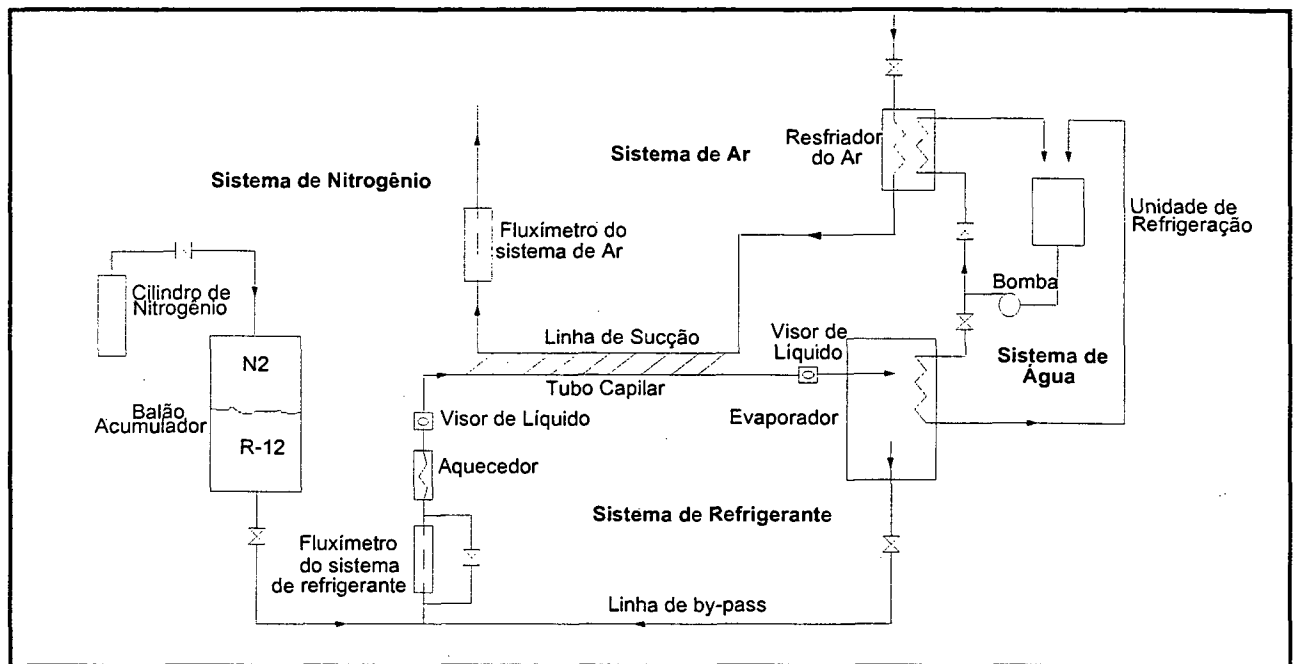 Sistema de Ar
Resfriador
do Ar
Sistema de Nitrogênio
Unidade de
Refrigeração
Fluxímetro do
sistema de Ar
Cilindro de
Nitrogênio
Bomba
Linha de Sucção
Visor de
Líquido
Sistema de
Água
N2
Tubo Capilar
Balão
Acumulador
Visor de Líquido
Evaporador
R-12
Aquecedor
Sistema de Refrigerante
Fluxímetro
do sistema
de refrigerante
Linha de by-pass